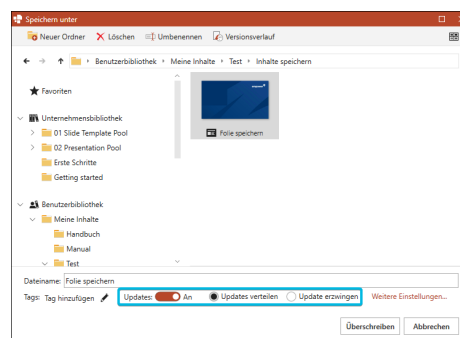 Speichern unter
Neuer Ordner Löschen Umbenennen Versionsverlauf
Benutzerbibliothek Meine Inhalte Test Inhalte speichern
Favoriten
Unternehmensbibliothek
01 Slide Template Pool
02 Presentation Pool
Erste Schritte
Getting started
Benutzerbibliothek
Meine Inhalte
Handbuch
Manual
Test
Folie speichern
Dateiname: Folie speichern
Tags: Tag hinzufügen Updates: An Updates verteilen Update erzwingen Weitere Einstellungen...
Überschreiben Abbrechen